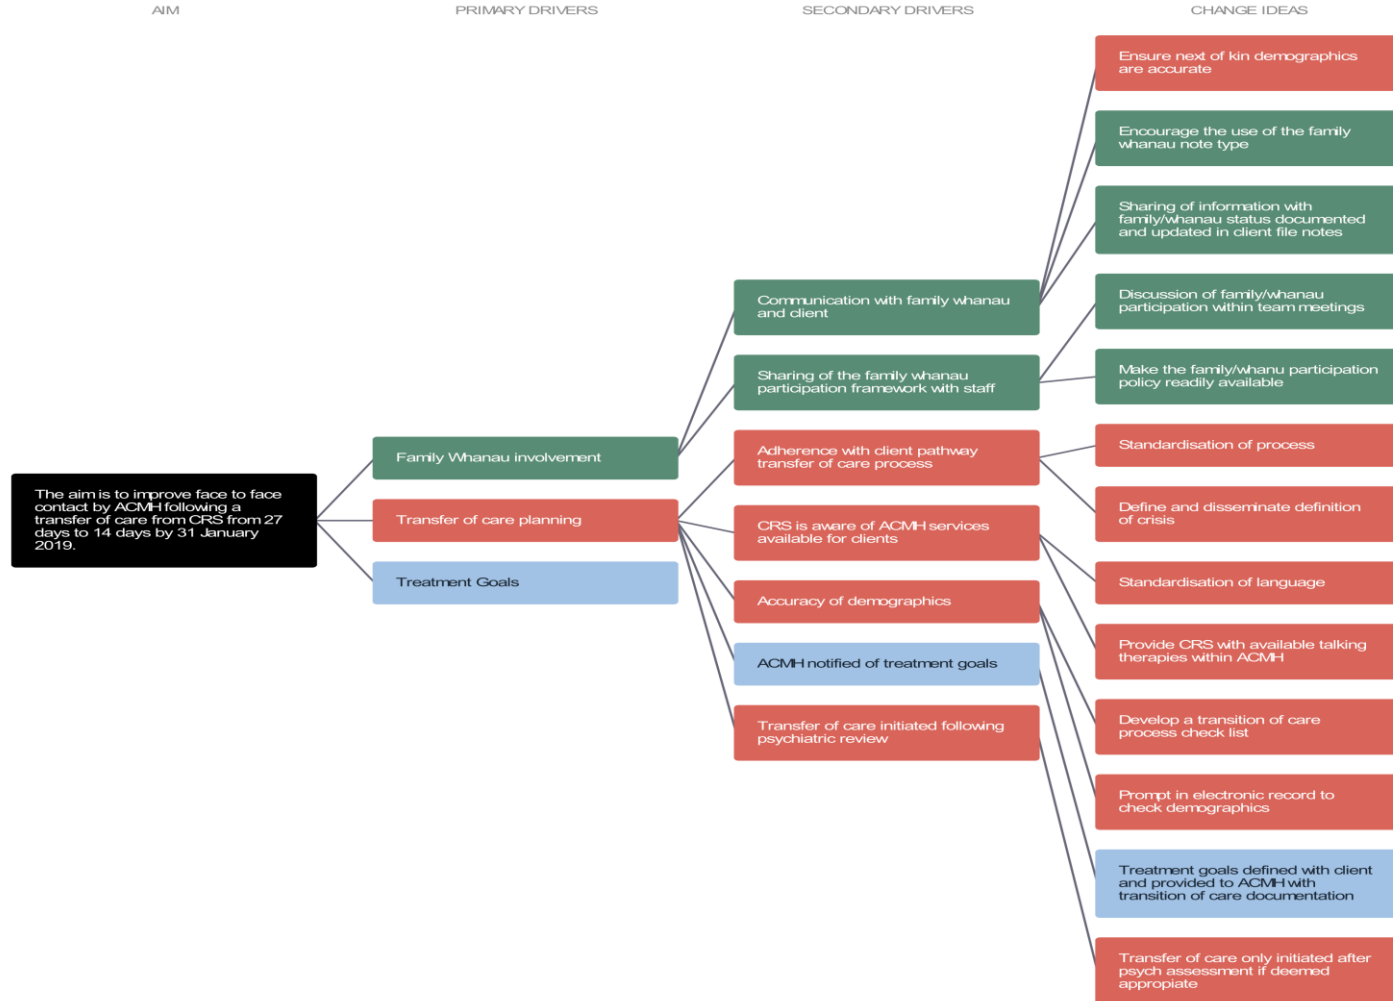 AIM
PRIMARY DRIVERS
SECONDARY DRIVERS
CHANGE IDEAS
The aim is to improve face to face
contact by ACMH following a
transfer of care from CRS from 27
days to 14 days by 31 January
2019.
Family Whanau involvement
Transfer of care planning
Treatment Goals
Communication with family whanau
and client
Sharing of the family whanau
participation framework with staff
Adherence with client pathway
transfer of care process
CRS is aware of ACMH services
available for clients
Accuracy of demographics
ACMH notified of treatment goals
Transfer of care initiated following
psychiatric review
Ensure next of kin demographics
are accurate
Encourage the use of the family
whanau note type
Sharing of information with
family/whanau status documented
and updated in client file notes
Discussion of family/whanau
participation within team meetings
Make the family/whanu participation
policy readily available
Standardisation of process
Define and disseminate definition
of crisis
Standardisation of language
Provide CRS with available talking
therapies within ACMH
Develop a transition of care
process check list
Prompt in electronic record to
check demographics
Treatment goals defined with client
and provided to ACMH with
transition of care documentation
Transfer of care only initiated after
psych assessment if deemed
appropiate